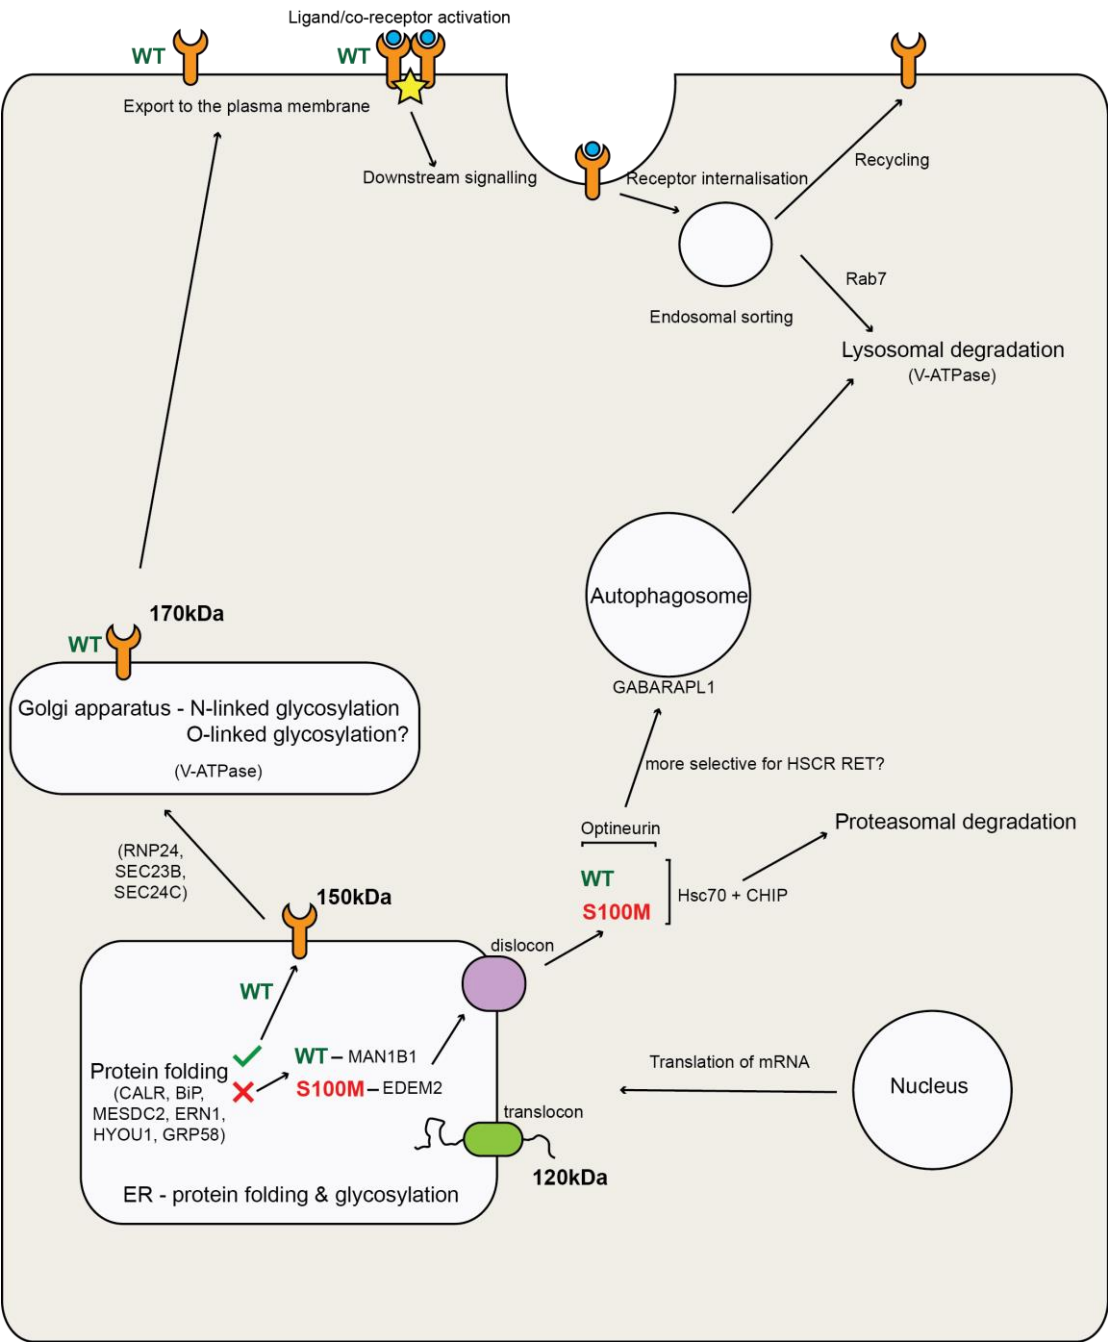 Ligand/co-receptor activation
WT
WT
Export to the plasma membrane
Downstream signalling
Receptor internalisation
Recycling
Rab7
Endosomal sorting
Lysosomal degradation
(V-ATPase)
Autophagosome
GABARAPL1
170kDa
WT
Golgi apparatus - N-linked glycosylation
O-linked glycosylation?
(V-ATPase)
more selective for HSCR RET?
Optineurin
WT
S100M
Hsc70 + CHIP
Proteasomal degradation
(RNP24,
SEC23B,
SEC24C)
150kDa
dislocon
WT
Protein folding
(CALR, BiP,
MESDC2, ERN1,
HYOU1, GRP58)
WT – MAN1B1
S100M – EDEM2
translocon
120kDa
ER - protein folding & glycosylation
Translation of mRNA
Nucleus